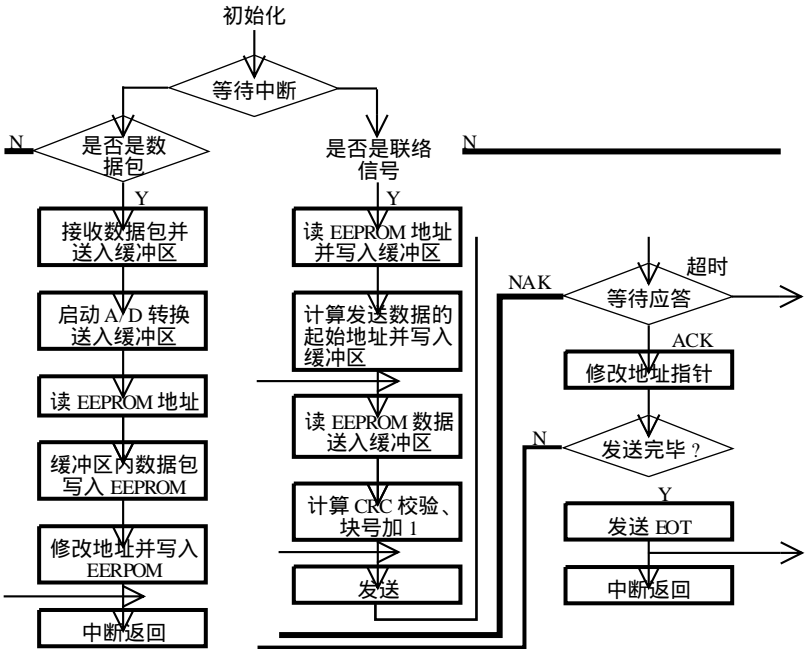 初始化
等待中断
N
是否是数
据包
Y
接收数据包并
送入缓冲区
启动 A/D 转换
送入缓冲区
读 EEPROM 地址
缓冲区内数据包
写入 EEPROM
修改地址并写入
EERPOM
中断返回
是否是联络
信号
N
Y
读 EEPROM 地址
并写入缓冲区
计算发送数据的
起始地址并写入
缓冲区
读 EEPROM 数据
送入缓冲区
计算 CRC 校验、
块号加 1
发送
NAK
超时
等待应答
ACK
修改地址指针
N
发送完毕?
Y
发送 EOT
中断返回